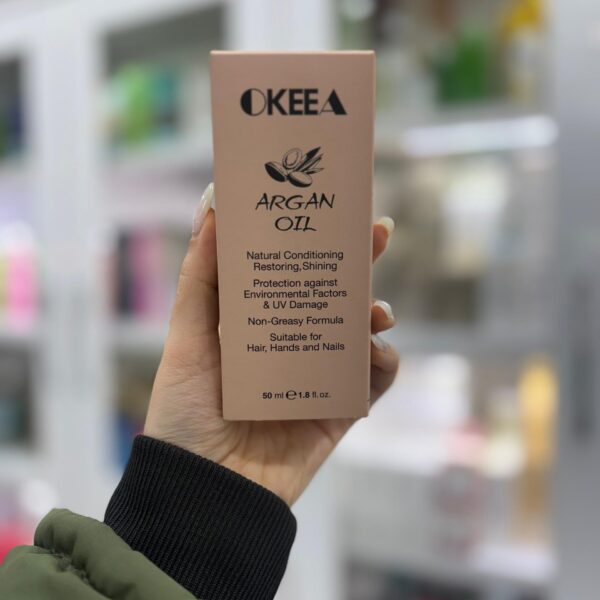 OKEEA
ARGAN
OIL
Natural Conditioning
Restoring,Shining
Protection against
Environmental Factors
& UV Damage
Non-Greasy Formula
Suitable for
Hair, Hands and Nails
50 ml ℮ 1.8 fl. oz.